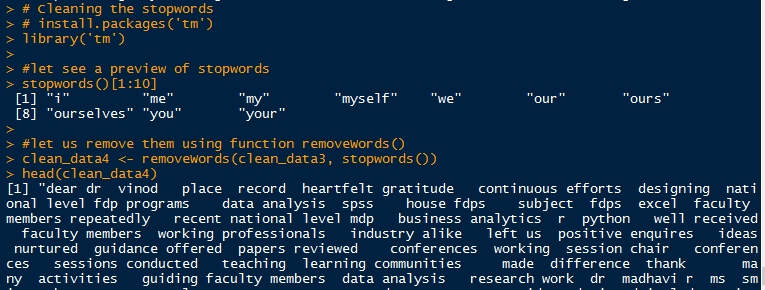 > # Cleaning the stopwords
> # install.packages('tm')
> library('tm')
>
> #let see a preview of stopwords
> stopwords()[1:10]
[1] "i" "me" "my" "myself" "we" "our" "ours"
[8] "ourselves" "you" "your"
>
> #let us remove them using function removeWords()
> clean_data4 <- removeWords(clean_data3, stopwords())
> head(clean_data4)
[1] "dear dr vinod place record heartfelt gratitude continuous efforts designing nati
onal level fdp programs data analysis spss house fdps subject fdps excel faculty
members repeatedly recent national level mdp business analytics r python well received
faculty members working professionals industry alike left us positive enquires ideas
nurtured guidance offered papers reviewed conferences working session chair conferen
ces sessions conducted teaching learning communities made difference thank ma
ny activities guiding faculty members data analysis research work dr madhavi r ms sm